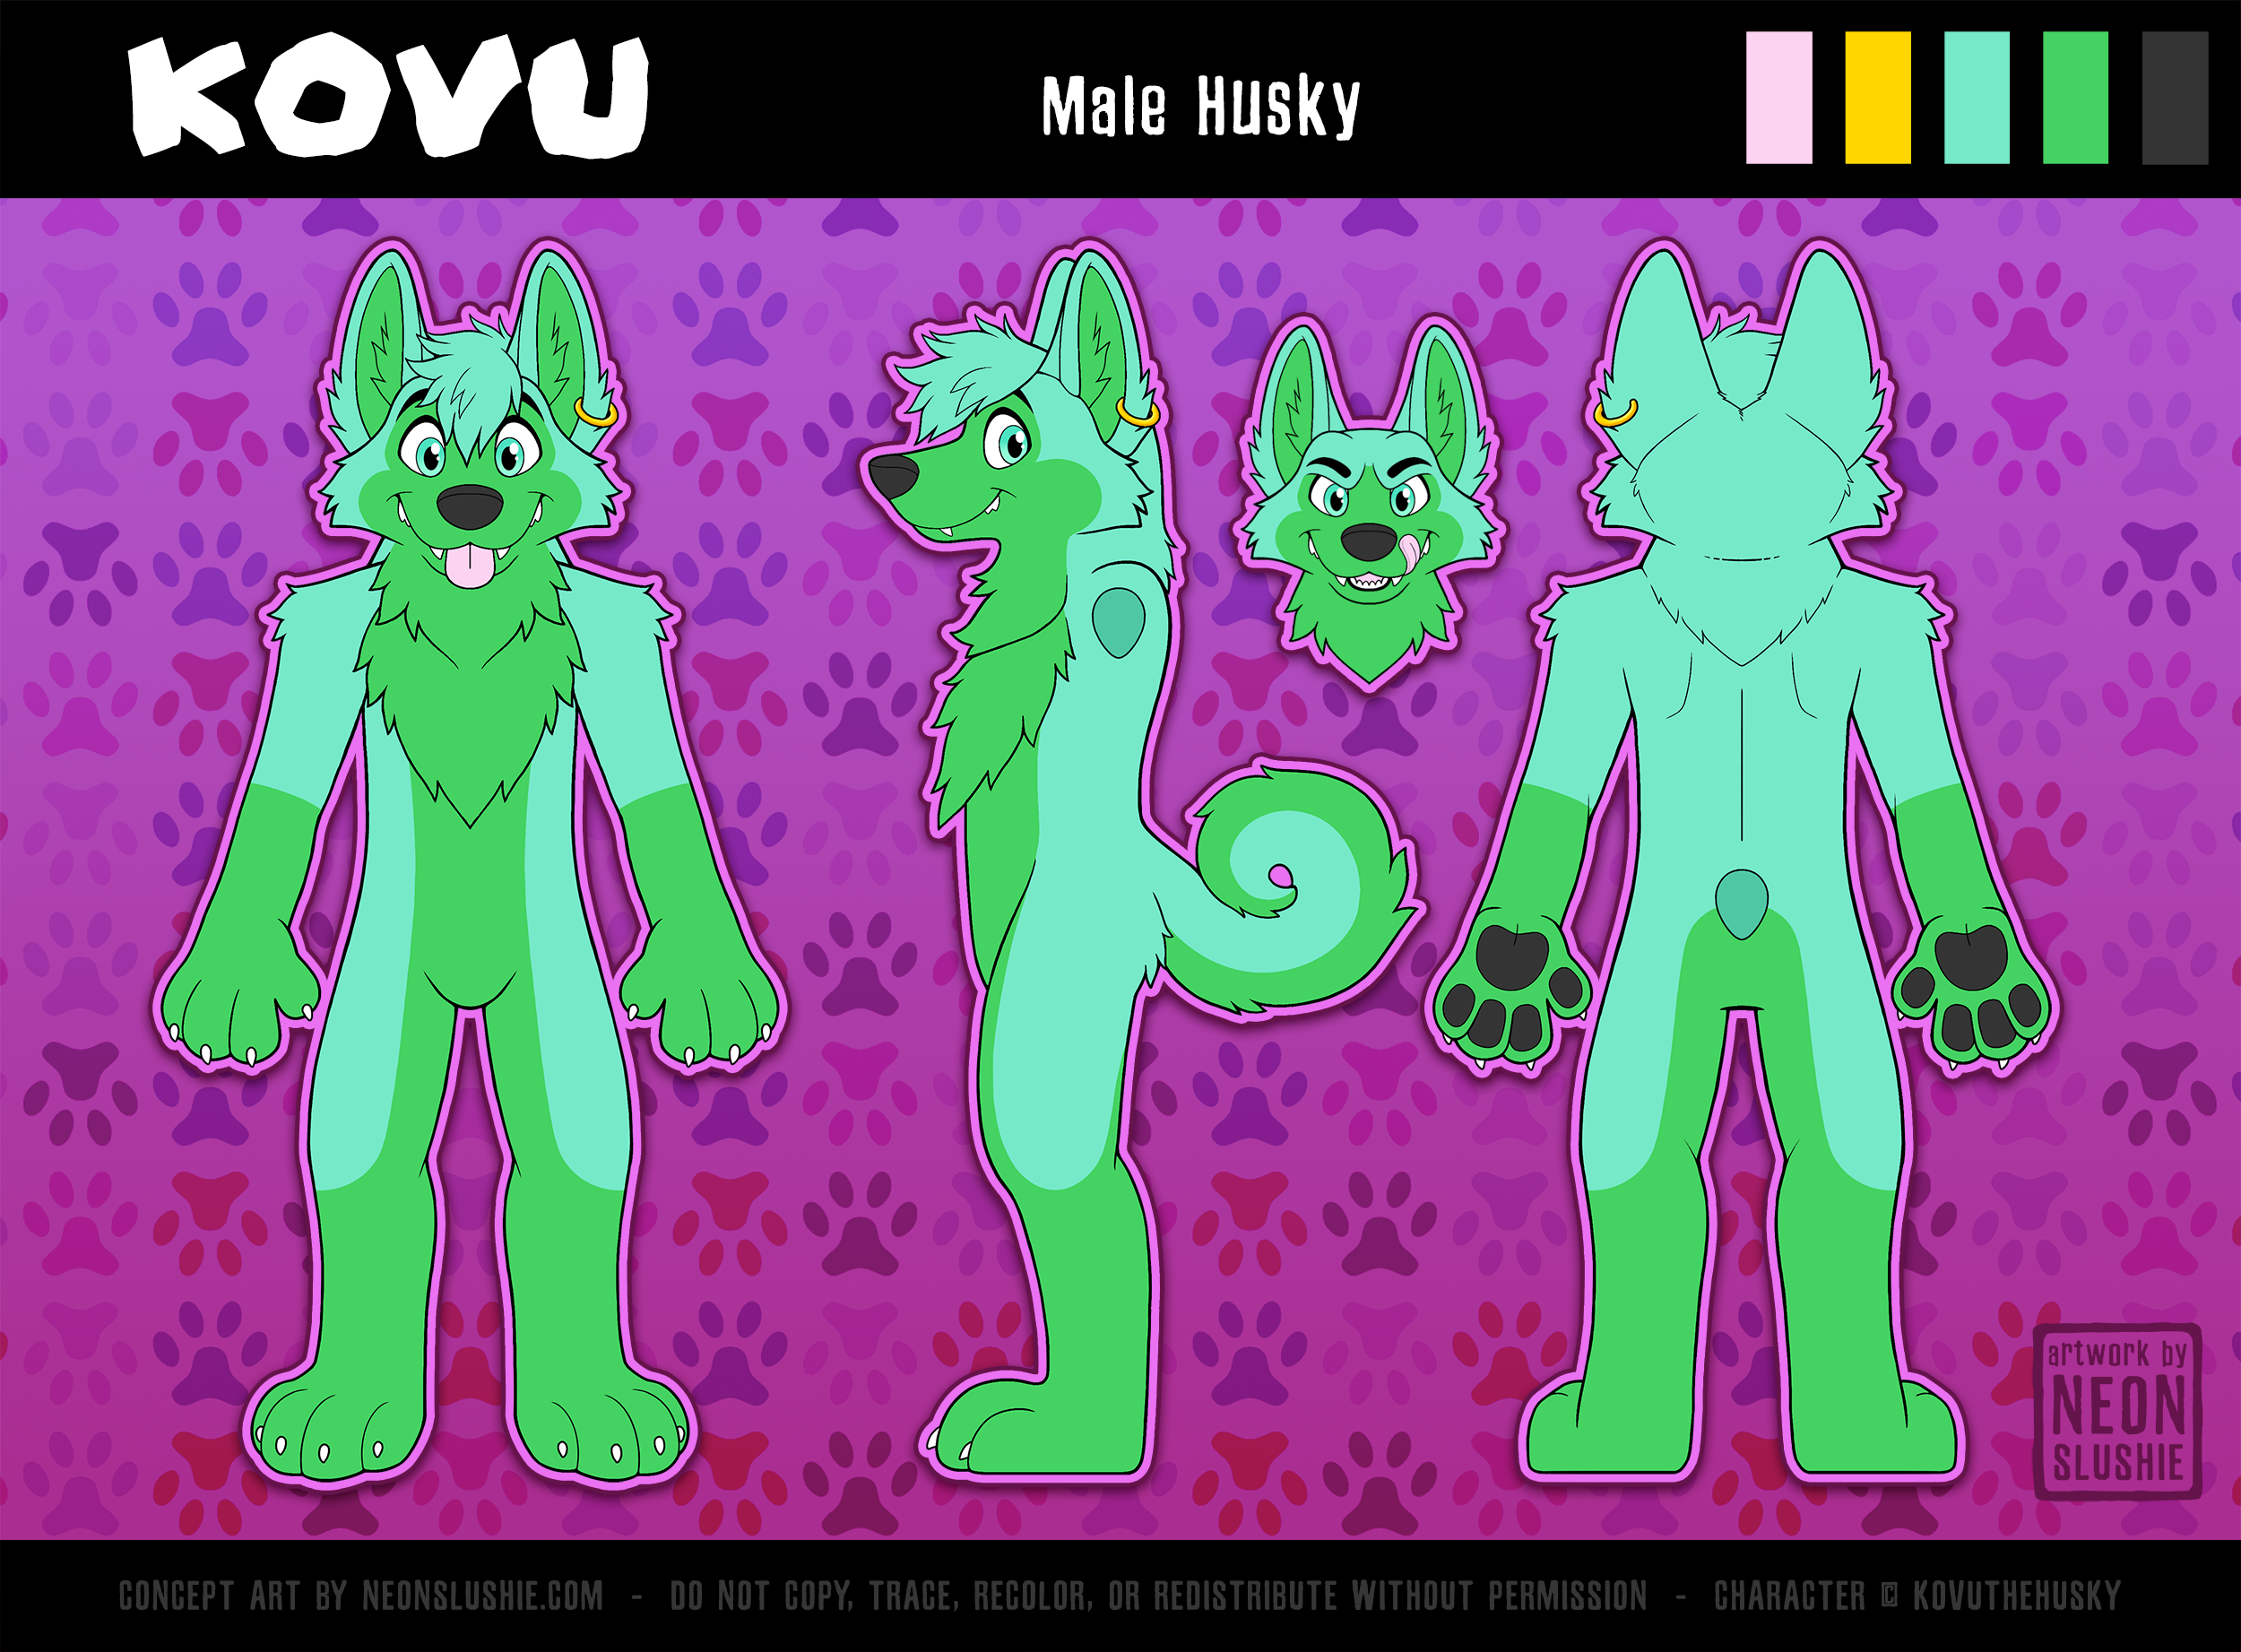 KOVU
Male Husky
artwork by
NEON
SLUSHIE
CONCEPT ART BY NEONSLUSHIE.COM - DO NOT COPY, TRACE, RECOLOR, OR REDISTRIBUTE WITHOUT PERMISSION - CHARACTER © KOVUTHEHUSKY